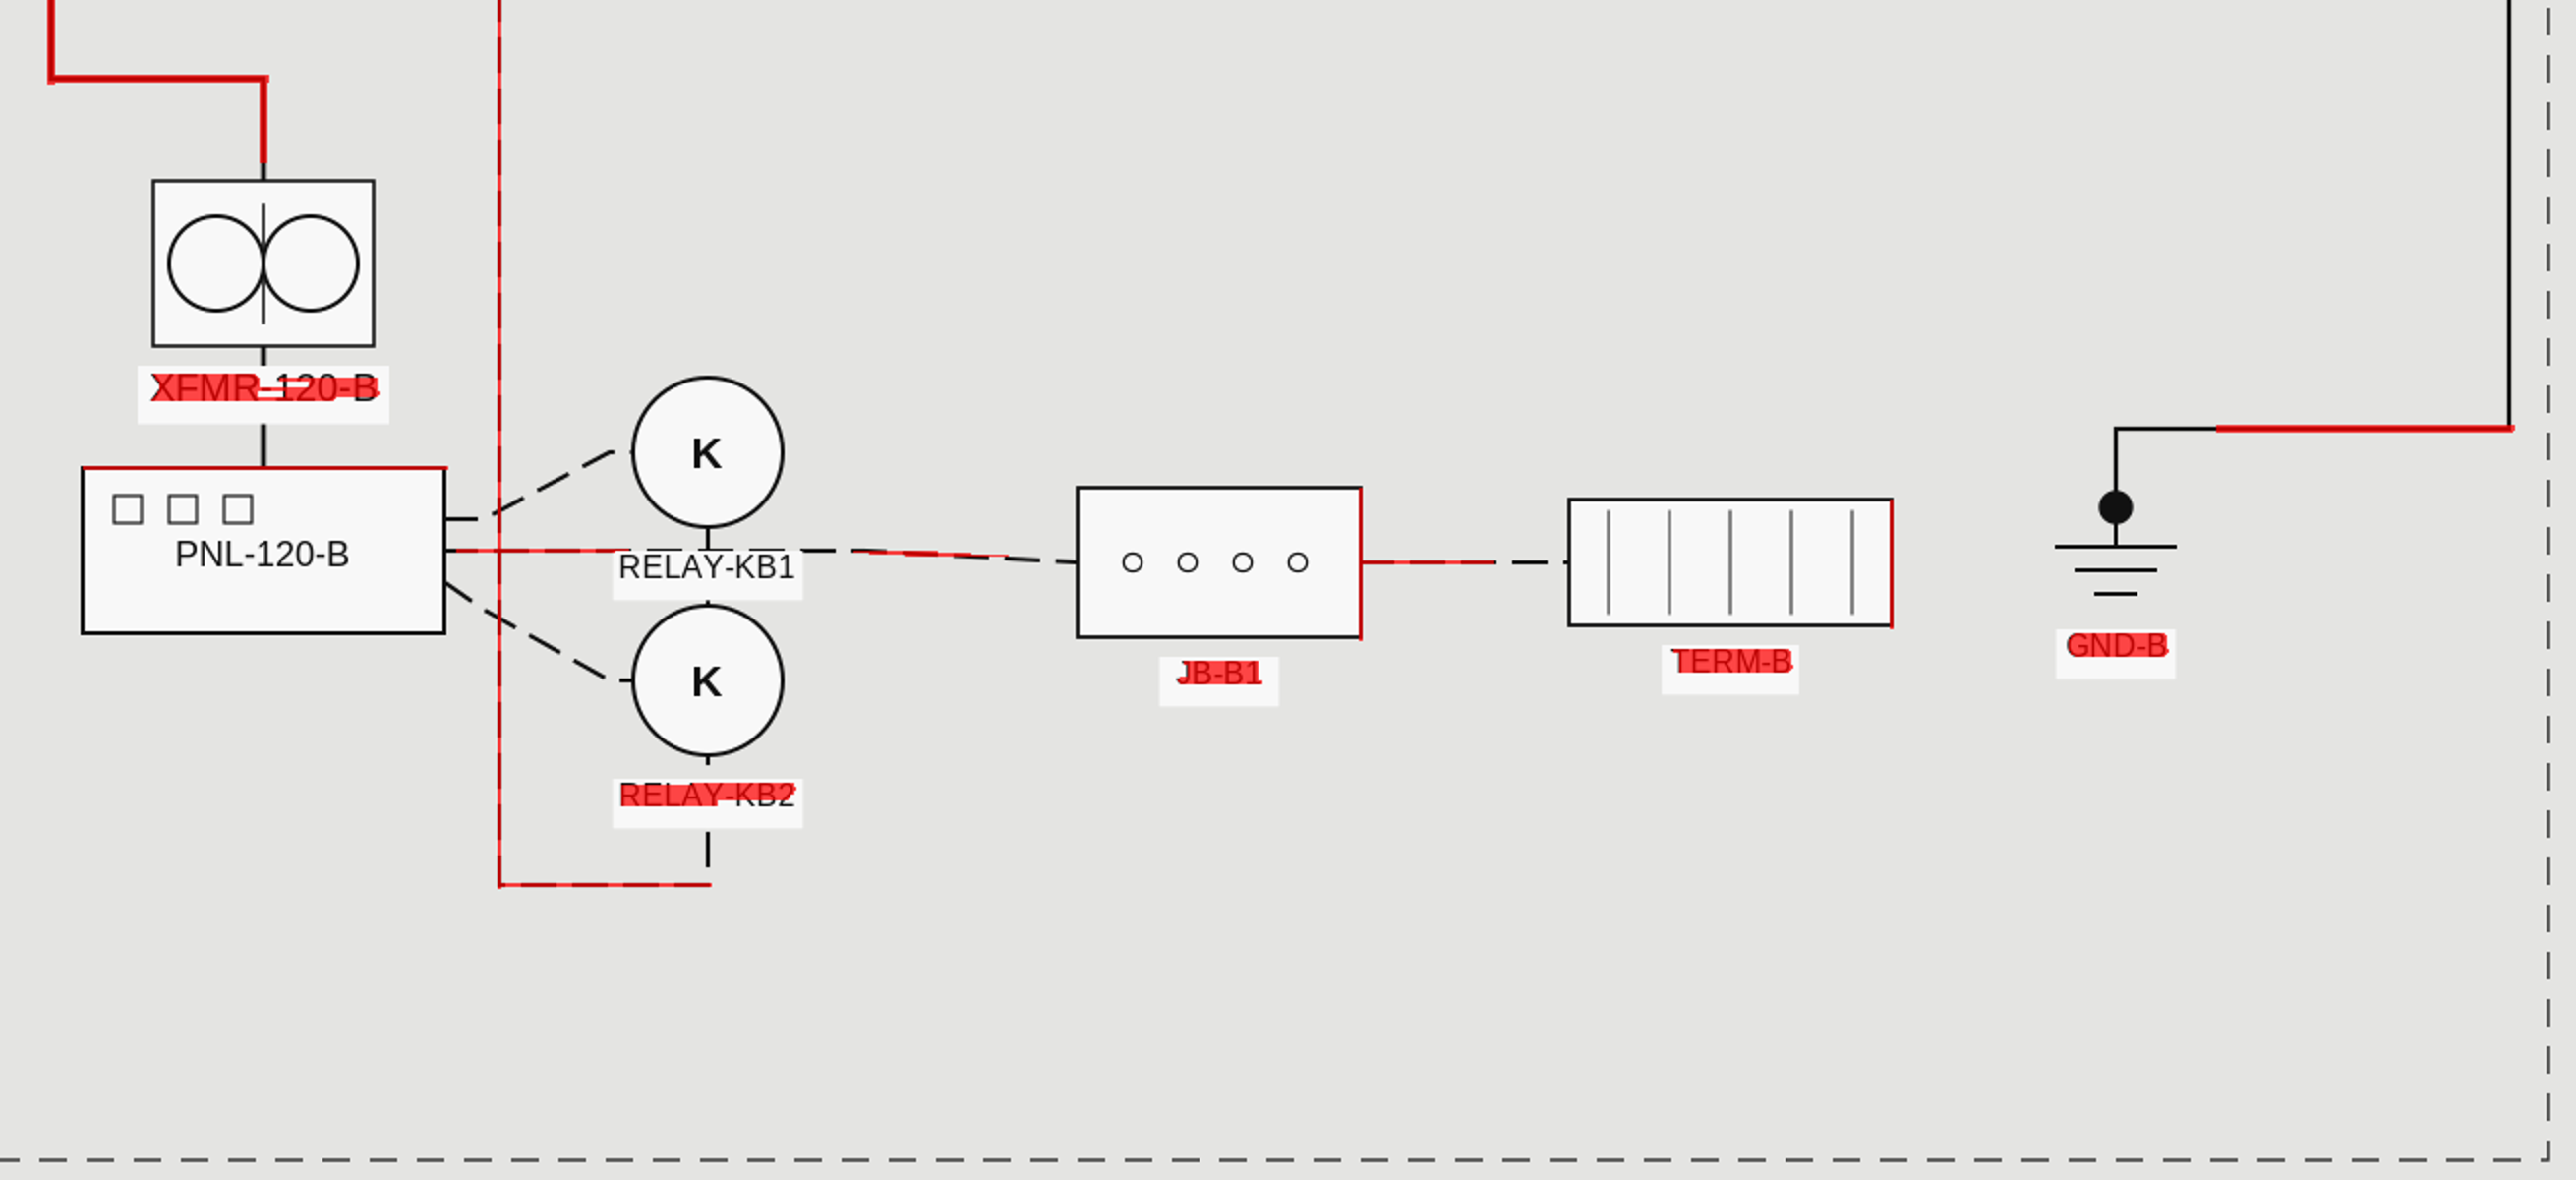 XFMR-120-B
K
PNL-120-B
RELAY-KB1
K
JB-B1
TERM-B
GND-B
RELAY-KB2